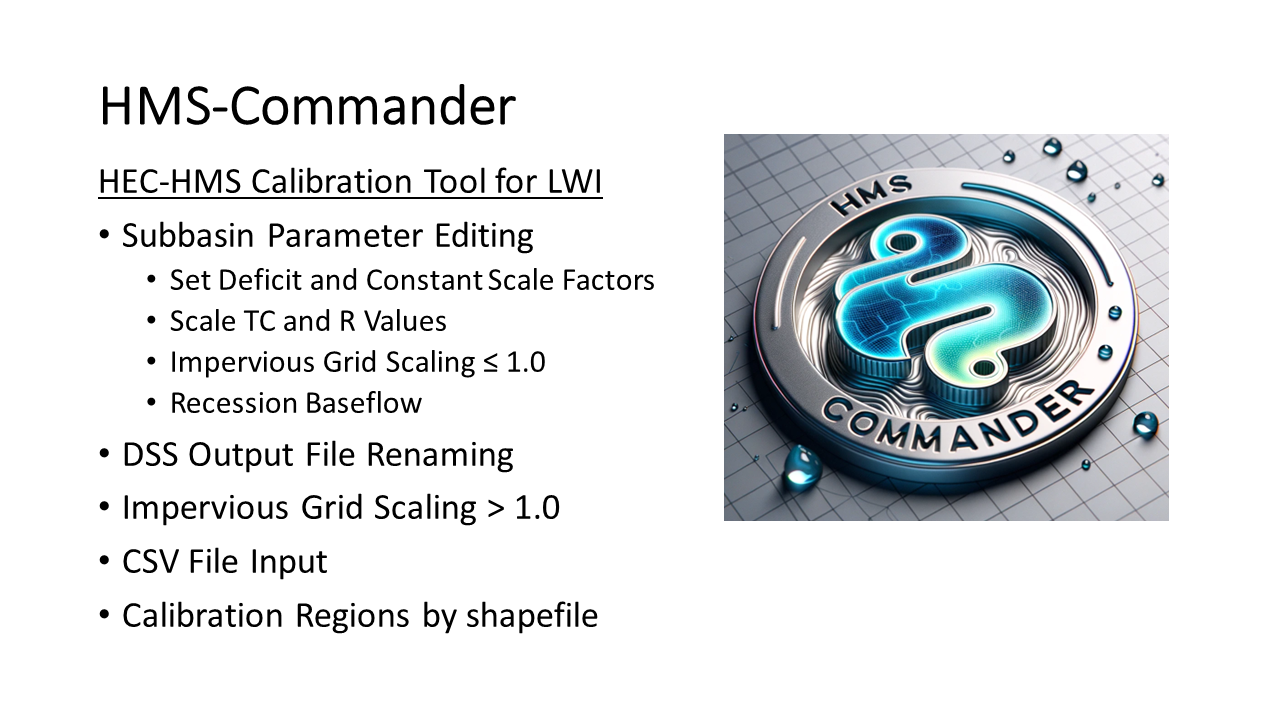 HMS-Commander
HEC-HMS Calibration Tool for LWI
• Subbasin Parameter Editing
• Set Deficit and Constant Scale Factors
• Scale TC and R Values
• Impervious Grid Scaling ≤ 1.0
• Recession Baseflow
• DSS Output File Renaming
• Impervious Grid Scaling > 1.0
• CSV File Input
• Calibration Regions by shapefile
HMS
COMMANDER